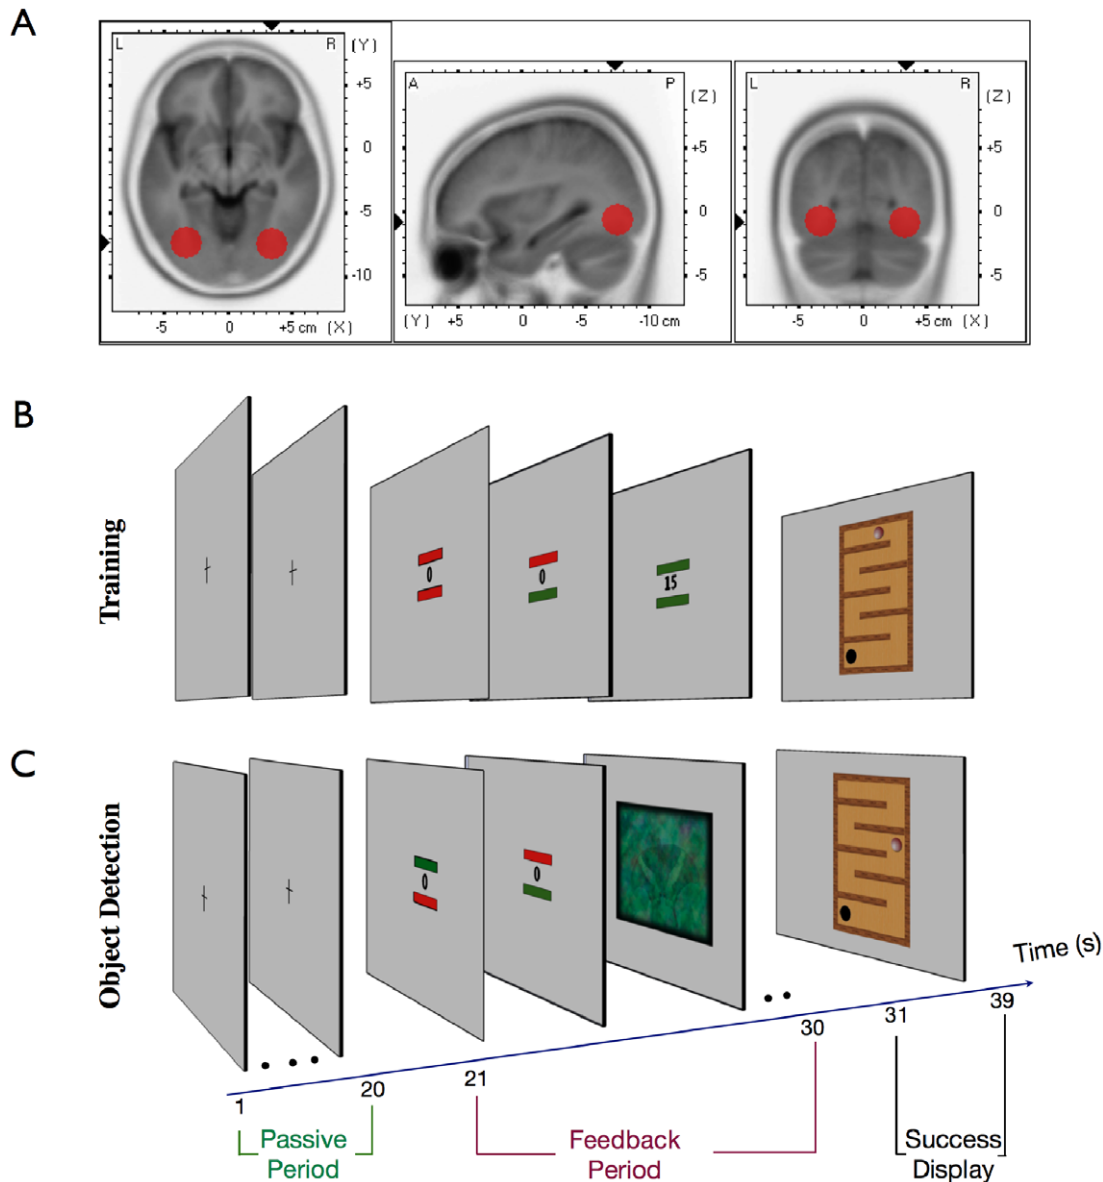 A
L R (Y)
+5
0
-5
-10
-5 0 +5 cm (X)
A P (Z)
+5
0
-5
(Y) +5 0 -5 -10 cm
L R (Z)
+5
0
-5
-5 0 +5 cm (X)
B
Training
0
0
15
C
Object Detection
0
0
Time (s)
1
20
21
30
31
39
Passive
Period
Feedback
Period
Success
Display